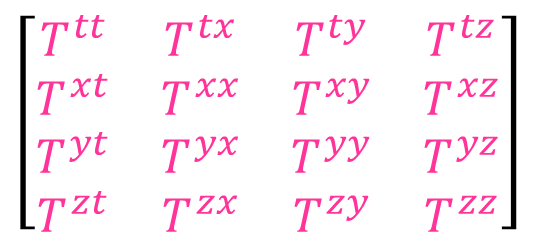 T^{tt} T^{tx} T^{ty} T^{tz}
T^{xt} T^{xx} T^{xy} T^{xz}
T^{yt} T^{yx} T^{yy} T^{yz}
T^{zt} T^{zx} T^{zy} T^{zz}